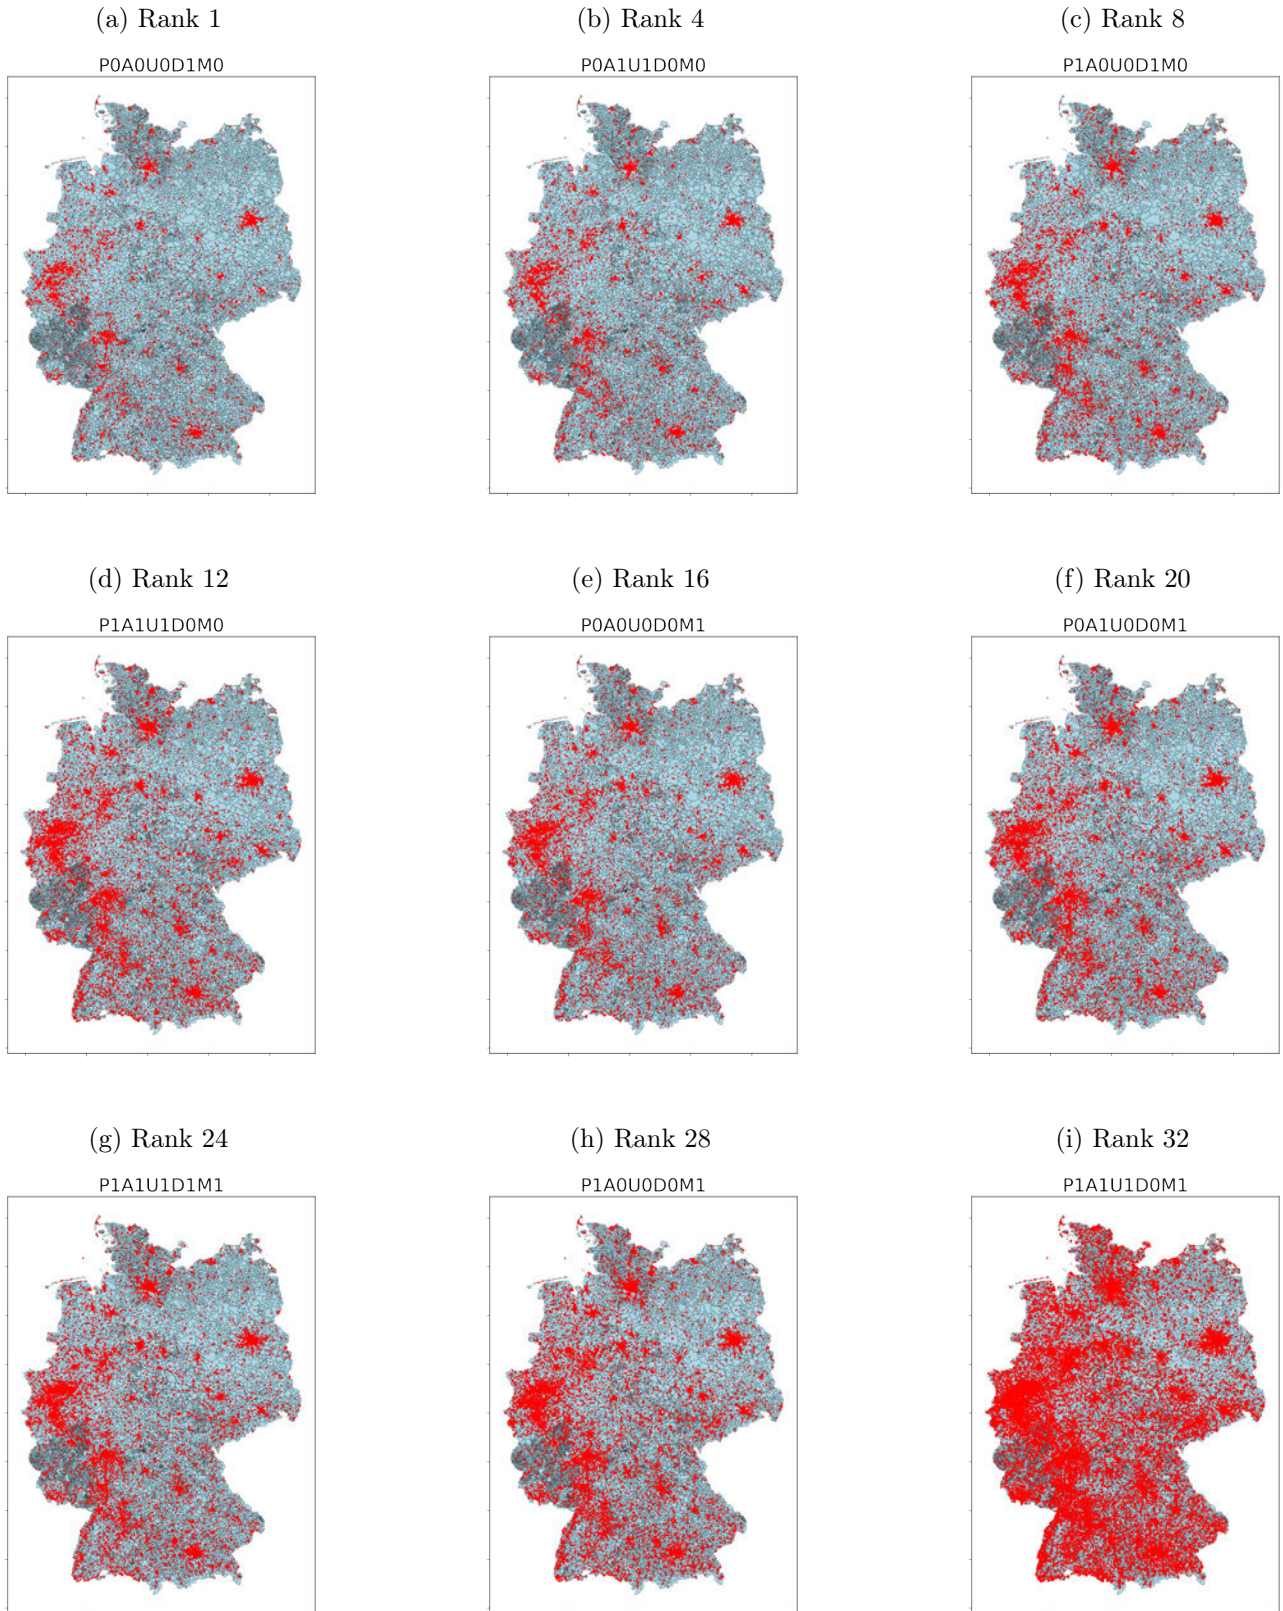 (a) Rank 1
(b) Rank 4
(c) Rank 8
P0A0U0D1M0
P0A1U1D0M0
P1A0U0D1M0
(d) Rank 12
(e) Rank 16
(f) Rank 20
P1A1U1D0M0
P0A0U0D0M1
P0A1U0D0M1
(g) Rank 24
(h) Rank 28
(i) Rank 32
P1A1U1D1M1
P1A0U0D0M1
P1A1U1D0M1